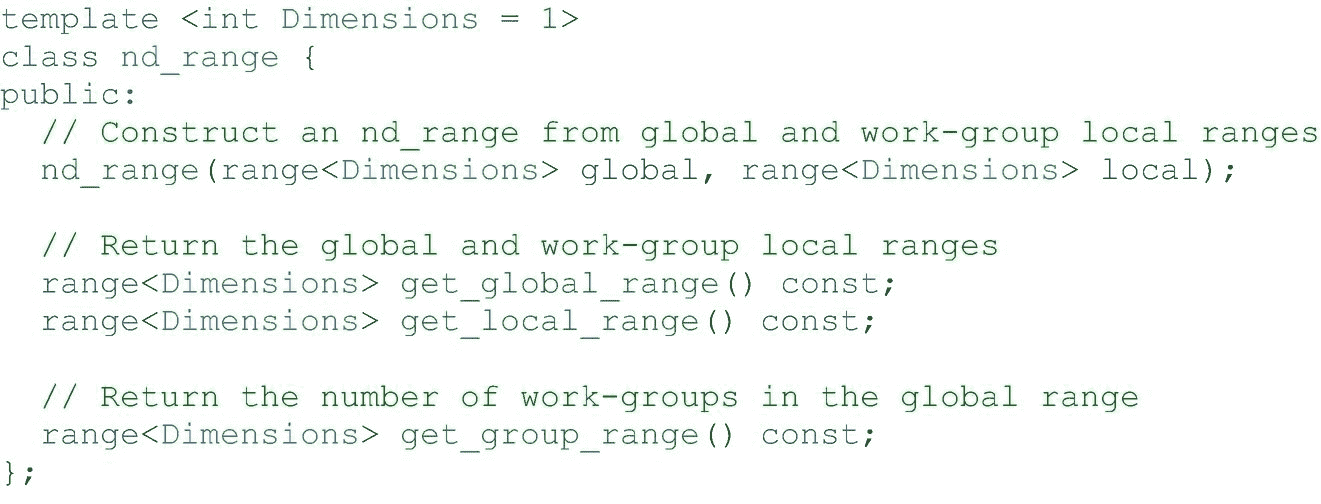 template <int Dimensions = 1>
class nd_range {
public:
  // Construct an nd_range from global and work-group local ranges
  nd_range(range<Dimensions> global, range<Dimensions> local);

  // Return the global and work-group local ranges
  range<Dimensions> get_global_range() const;
  range<Dimensions> get_local_range() const;

  // Return the number of work-groups in the global range
  range<Dimensions> get_group_range() const;
};